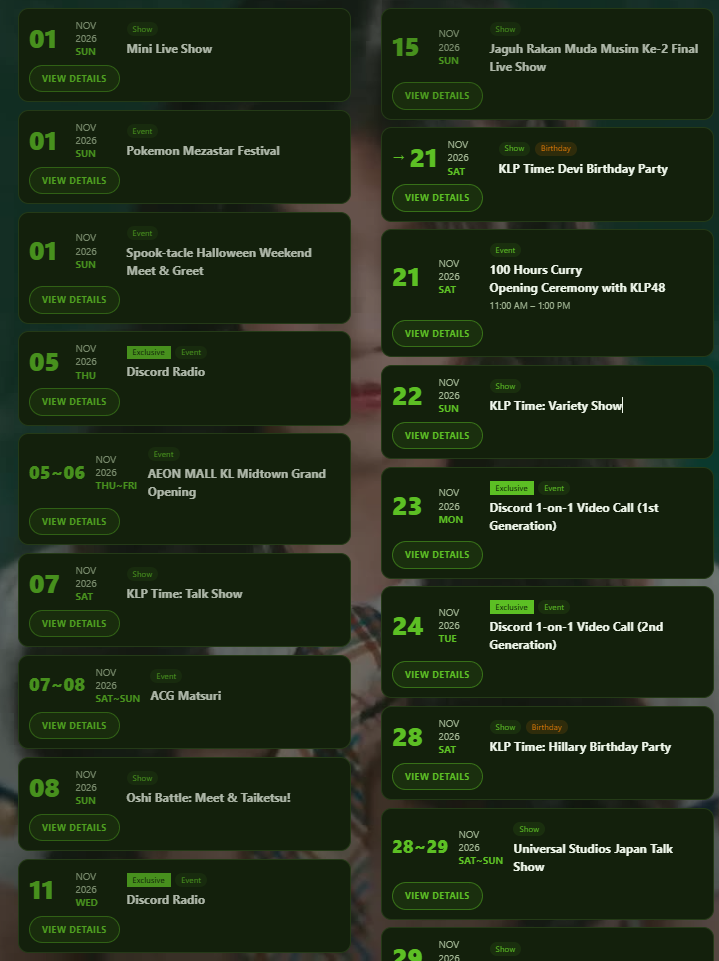 01
NOV
2026
SUN
Show
Mini Live Show
VIEW DETAILS
01
NOV
2026
SUN
Event
Pokemon Mezastar Festival
VIEW DETAILS
01
NOV
2026
SUN
Event
Spook-tacle Halloween Weekend
Meet & Greet
VIEW DETAILS
05
NOV
2026
THU
Exclusive Event
Discord Radio
VIEW DETAILS
05~06
NOV
2026
THU~FRI
Event
AEON MALL KL Midtown Grand
Opening
VIEW DETAILS
07
NOV
2026
SAT
Show
KLP Time: Talk Show
VIEW DETAILS
07~08
NOV
2026
SAT~SUN
Event
ACG Matsuri
VIEW DETAILS
08
NOV
2026
SUN
Show
Oshi Battle: Meet & Taiketsu!
VIEW DETAILS
11
NOV
2026
WED
Exclusive Event
Discord Radio
VIEW DETAILS
15
NOV
2026
SUN
Show
Jaguh Rakan Muda Musim Ke-2 Final
Live Show
VIEW DETAILS
→ 21
NOV
2026
SAT
Show Birthday
KLP Time: Devi Birthday Party
VIEW DETAILS
21
NOV
2026
SAT
Event
100 Hours Curry
Opening Ceremony with KLP48
11:00 AM – 1:00 PM
VIEW DETAILS
22
NOV
2026
SUN
Show
KLP Time: Variety Show
VIEW DETAILS
23
NOV
2026
MON
Exclusive Event
Discord 1-on-1 Video Call (1st
Generation)
VIEW DETAILS
24
NOV
2026
TUE
Exclusive Event
Discord 1-on-1 Video Call (2nd
Generation)
VIEW DETAILS
28
NOV
2026
SAT
Show Birthday
KLP Time: Hillary Birthday Party
VIEW DETAILS
28~29
NOV
2026
SAT~SUN
Show
Universal Studios Japan Talk
Show
VIEW DETAILS
29
NOV
2026
Show